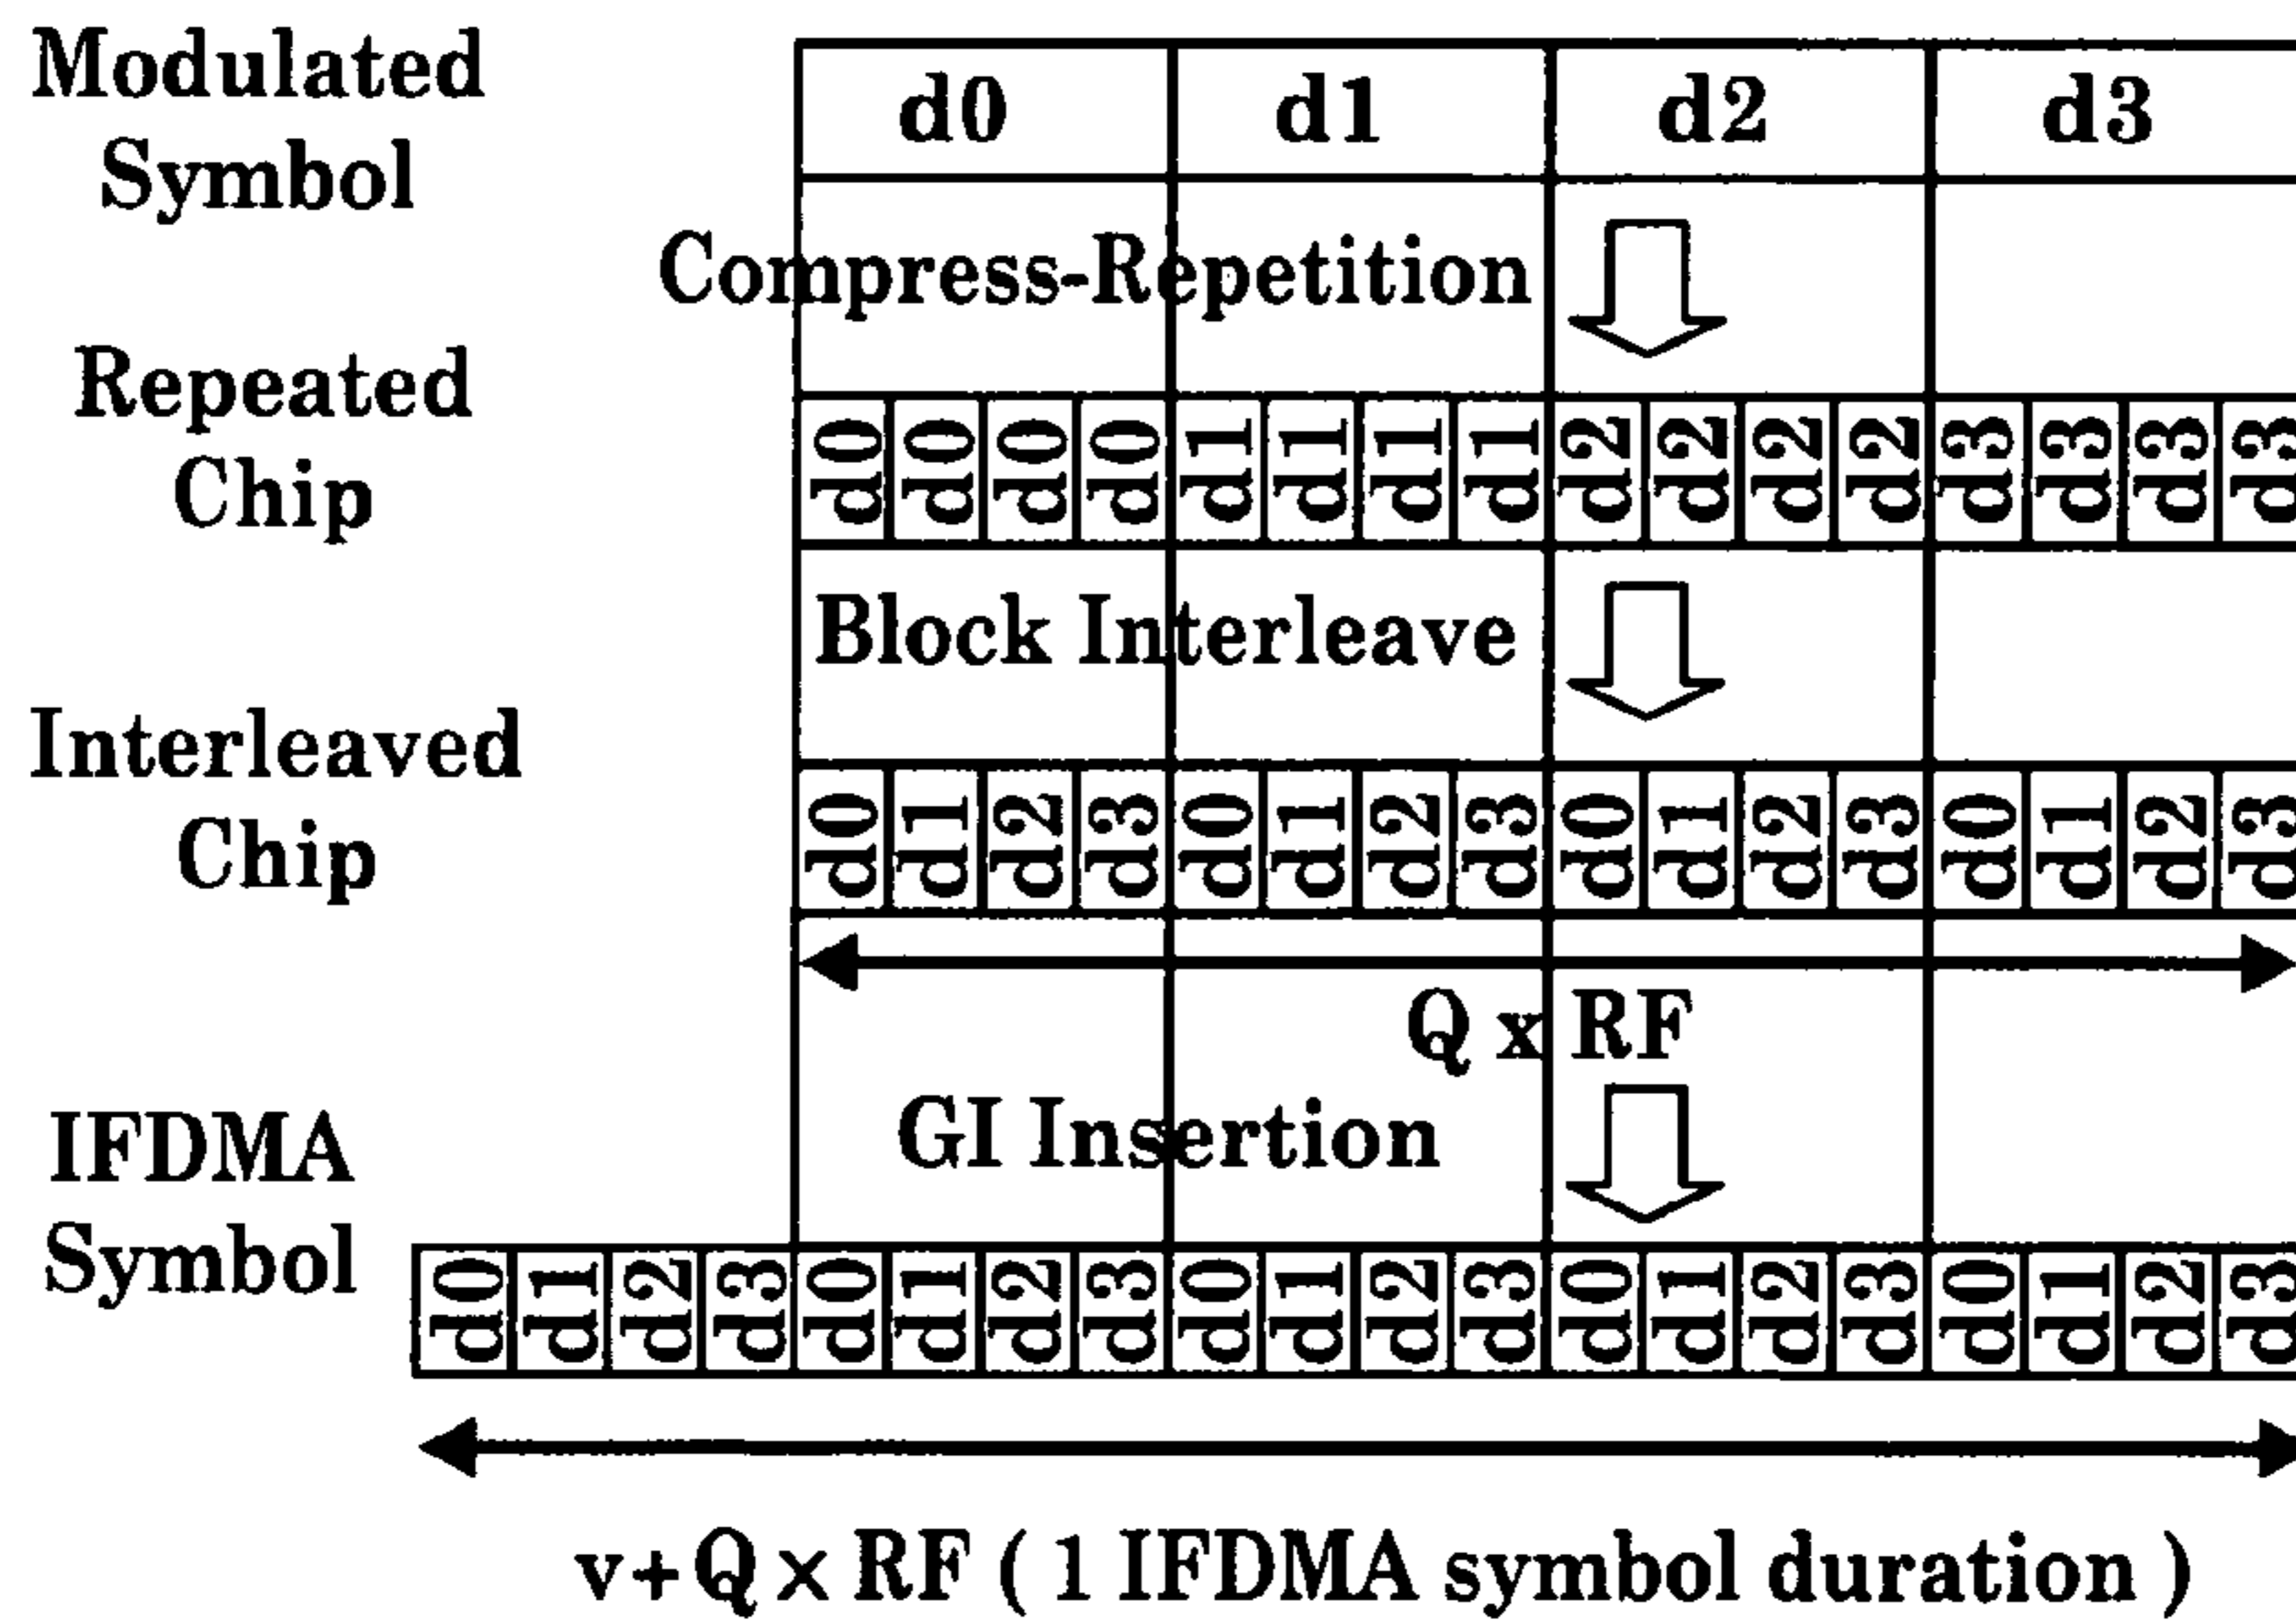 Modulated
Symbol
d0 d1 d2 d3
Compress-Repetition
Repeated
Chip
d0 d0 d0 d0 d1 d1 d1 d1 d2 d2 d2 d2 d3 d3 d3 d3
Block Interleave
Interleaved
Chip
d0 d1 d2 d3 d0 d1 d2 d3 d0 d1 d2 d3 d0 d1 d2 d3
Q x RF
GI Insertion
IFDMA
Symbol
d0 d1 d2 d3 d0 d1 d2 d3 d0 d1 d2 d3 d0 d1 d2 d3 d0 d1 d2 d3
v+Q × RF ( 1 IFDMA symbol duration )